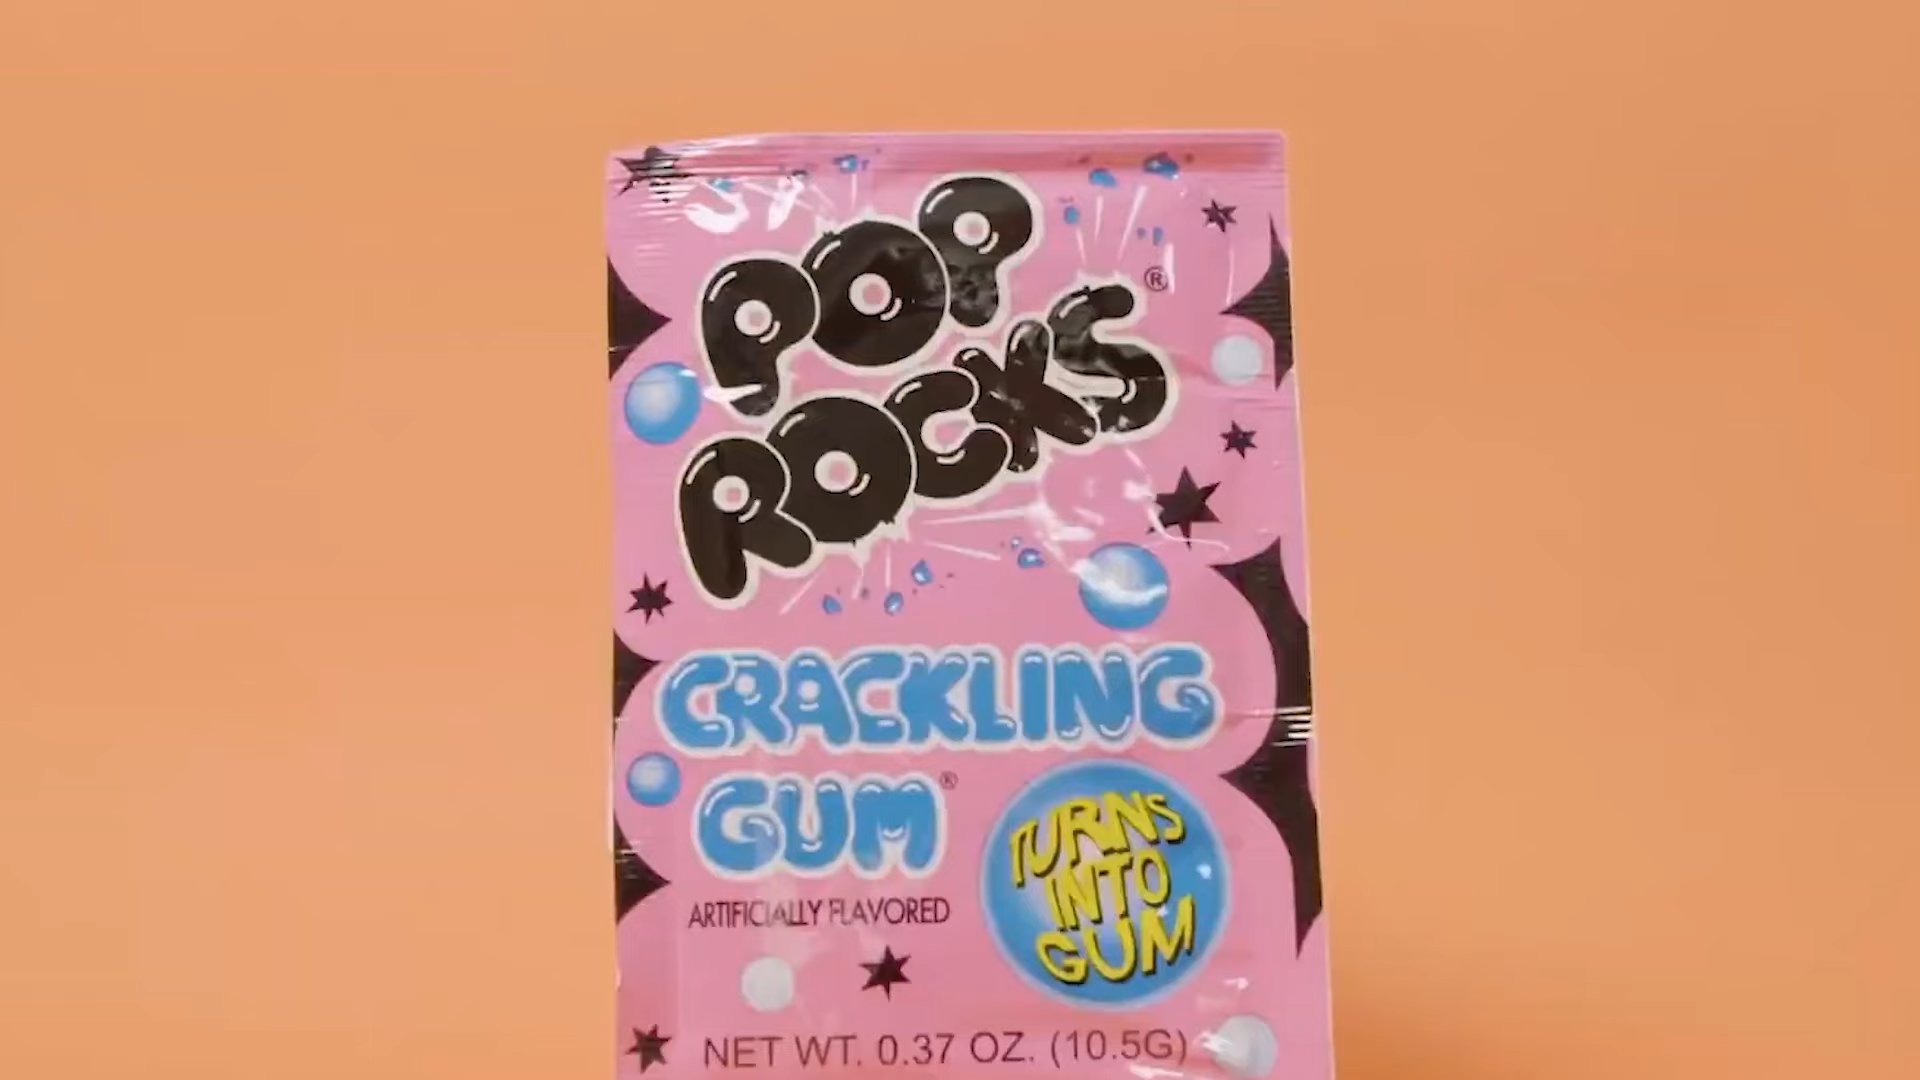 POP
ROCKS®
CRACKLING
GUM®
TURNS
INTO
GUM
ARTIFICIALLY FLAVORED
NET WT. 0.37 OZ. (10.5G)